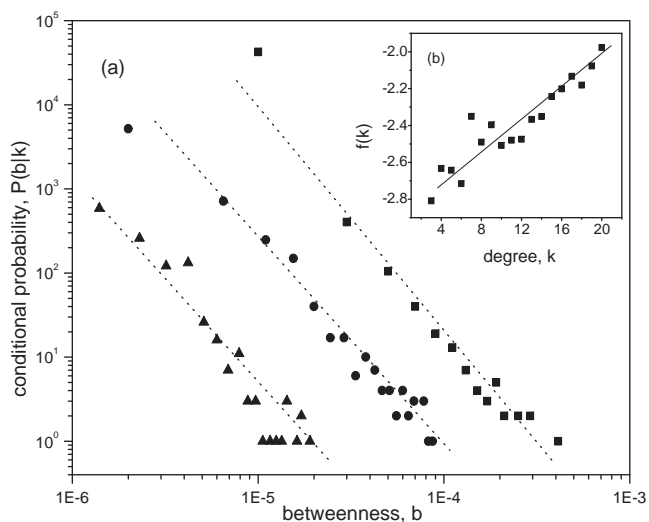 10^5
10^4
10^3
10^2
10^1
10^0
conditional probability, P(b|k)
(a)
1E-6
1E-5
1E-4
1E-3
betweenness, b
(b)
-2.0
-2.2
-2.4
-2.6
-2.8
f(k)
4
8
12
16
20
degree, k